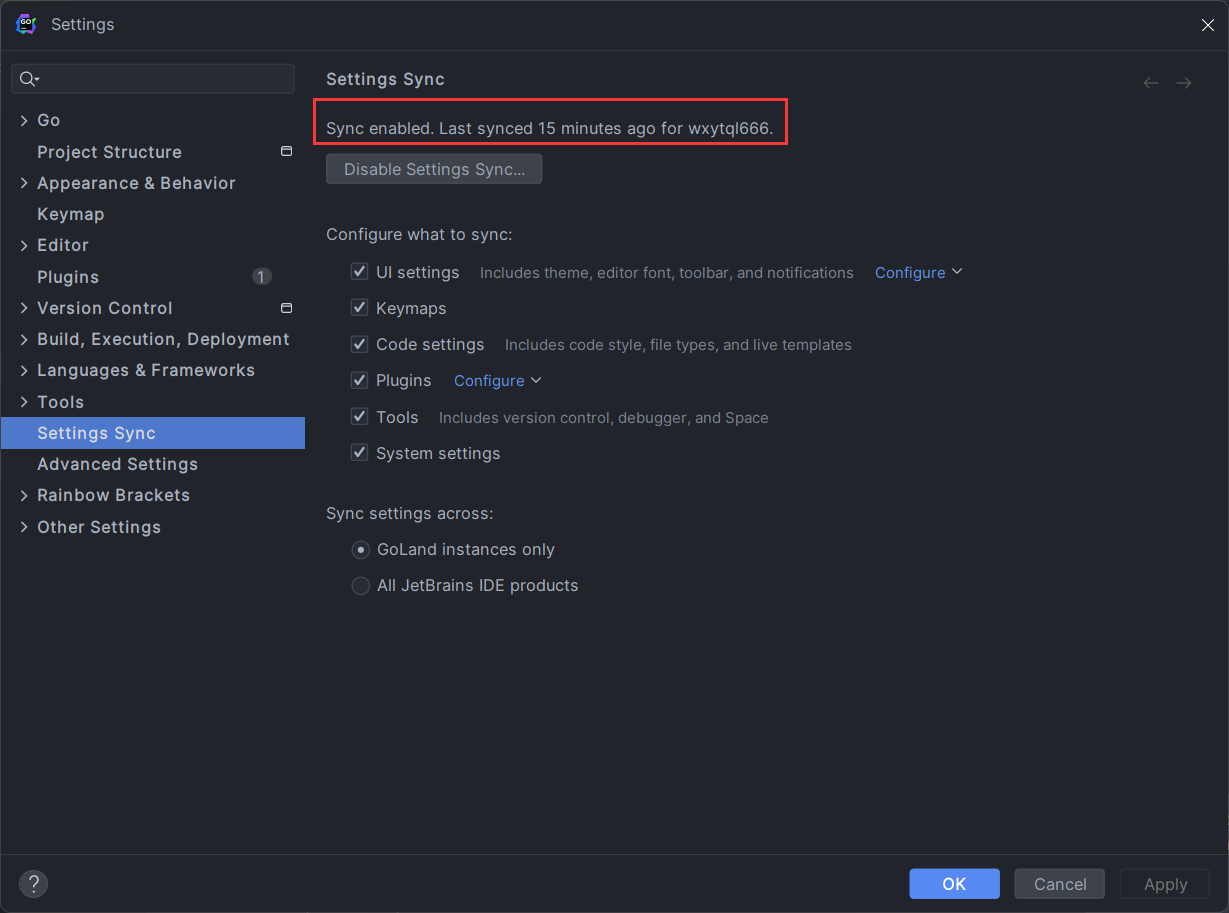 GO
Settings
Settings Sync
Sync enabled. Last synced 15 minutes ago for wxytql666.
Disable Settings Sync...
Go
Project Structure
Appearance & Behavior
Keymap
Editor
Plugins 1
Version Control
Build, Execution, Deployment
Languages & Frameworks
Tools
Settings Sync
Advanced Settings
Rainbow Brackets
Other Settings
Configure what to sync:
UI settings Includes theme, editor font, toolbar, and notifications Configure
Keymaps
Code settings Includes code style, file types, and live templates
Plugins Configure
Tools Includes version control, debugger, and Space
System settings
Sync settings across:
GoLand instances only
All JetBrains IDE products
?
OK
Cancel
Apply